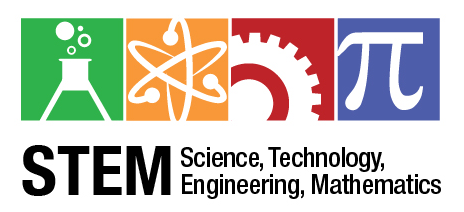 π
STEM
Science, Technology,
Engineering, Mathematics